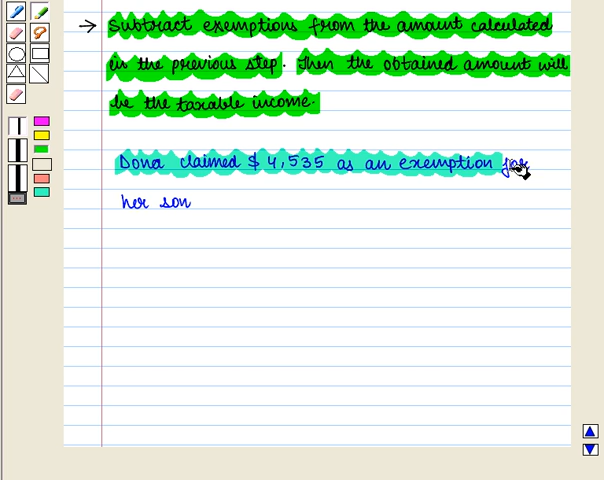 → Subtract exemptions from the amount calculated
in the previous step. Then the obtained amount will
be the taxable income.
Dona claimed $ 4,535 as an exemption for
her son